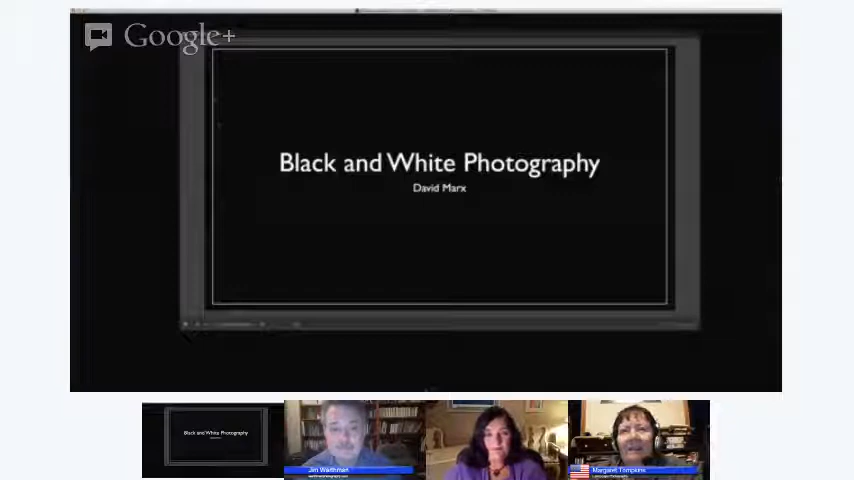 Google+
Black and White Photography
David Marx
Black and White Photography
Jim Warthman
Margaret Tompkins